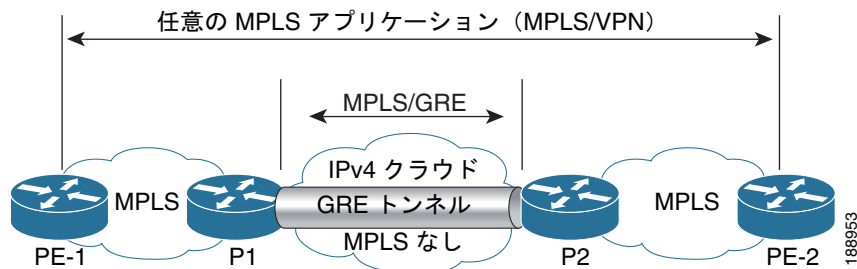 任意の MPLS アプリケーション（MPLS/VPN）
MPLS/GRE
IPv4 クラウド
MPLS
GRE トンネル
MPLS
MPLS なし
PE-1
P1
P2
PE-2
188953